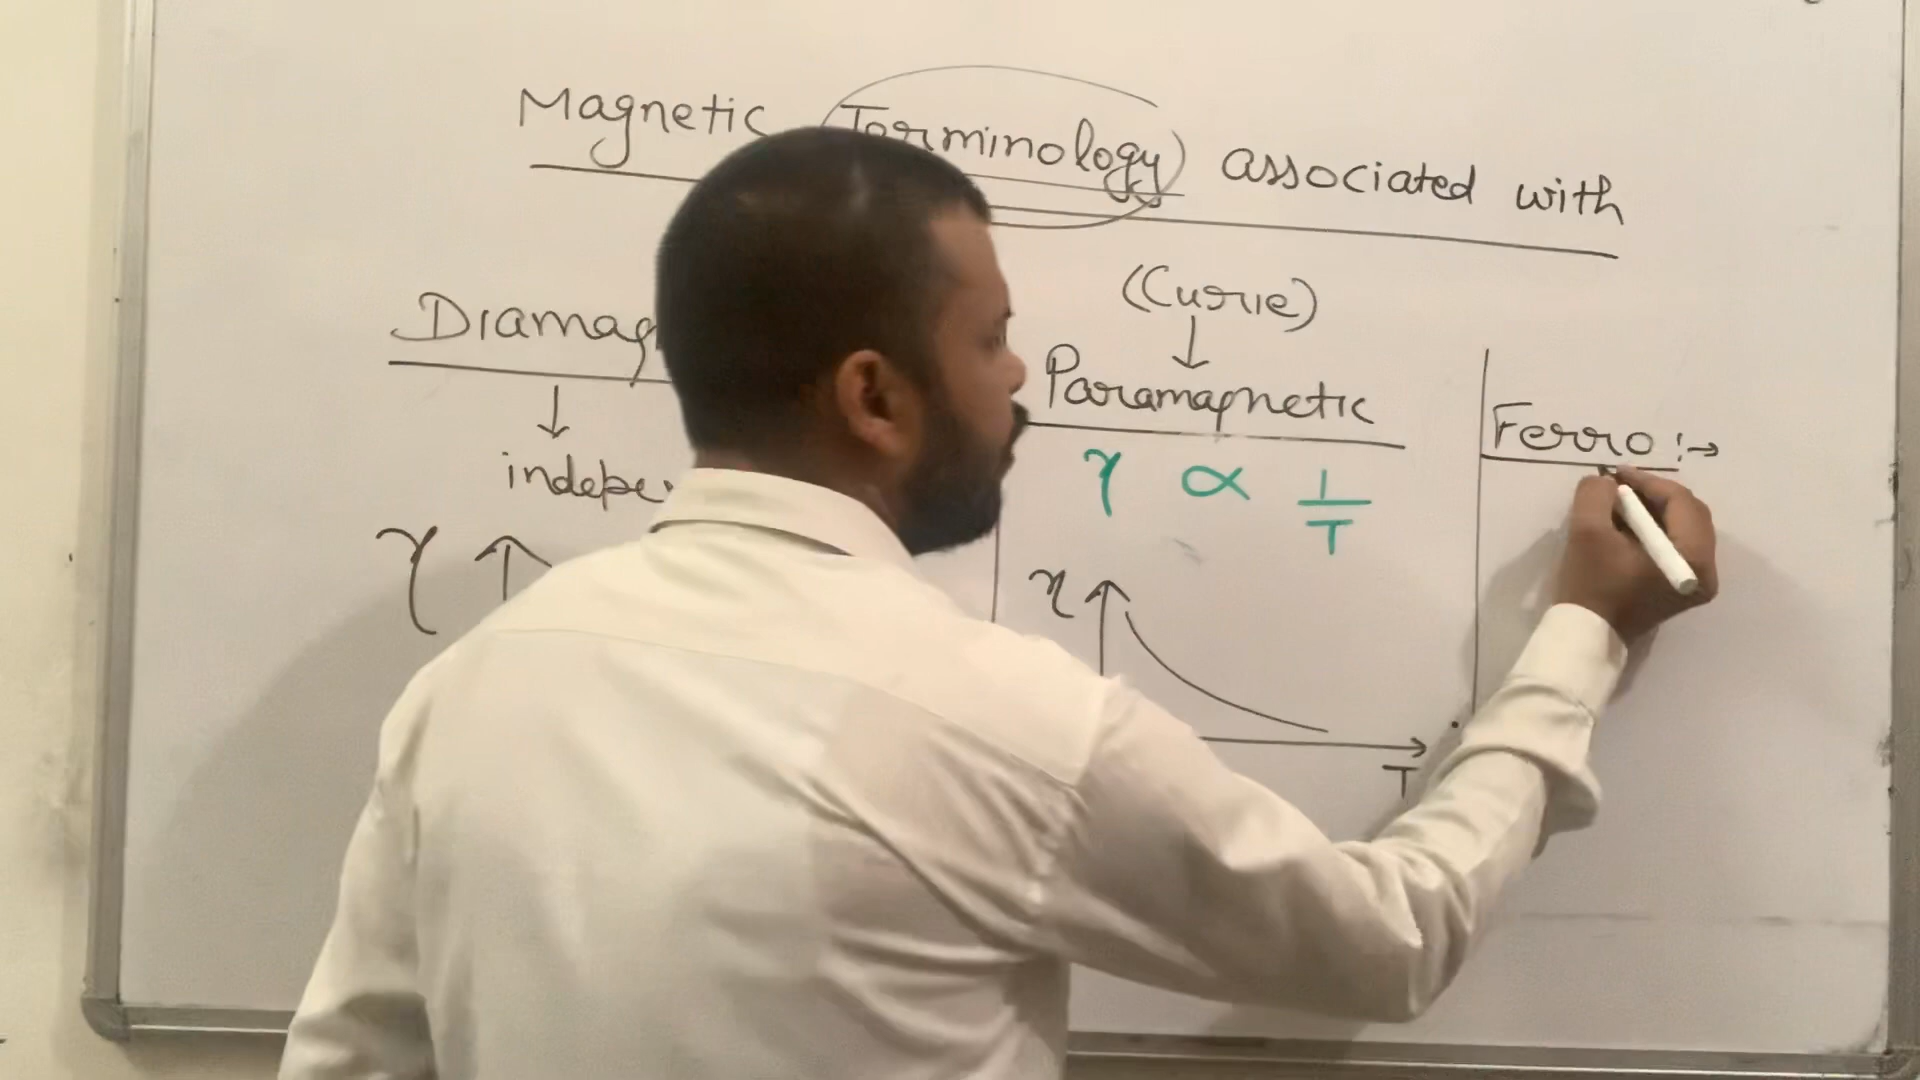 Magnetic Terminology associated with
(Curie)
↓
Diamag
↓
indepe
χ
Paramagnetic
χ ∝ 1/T
χ
T
Ferro :→